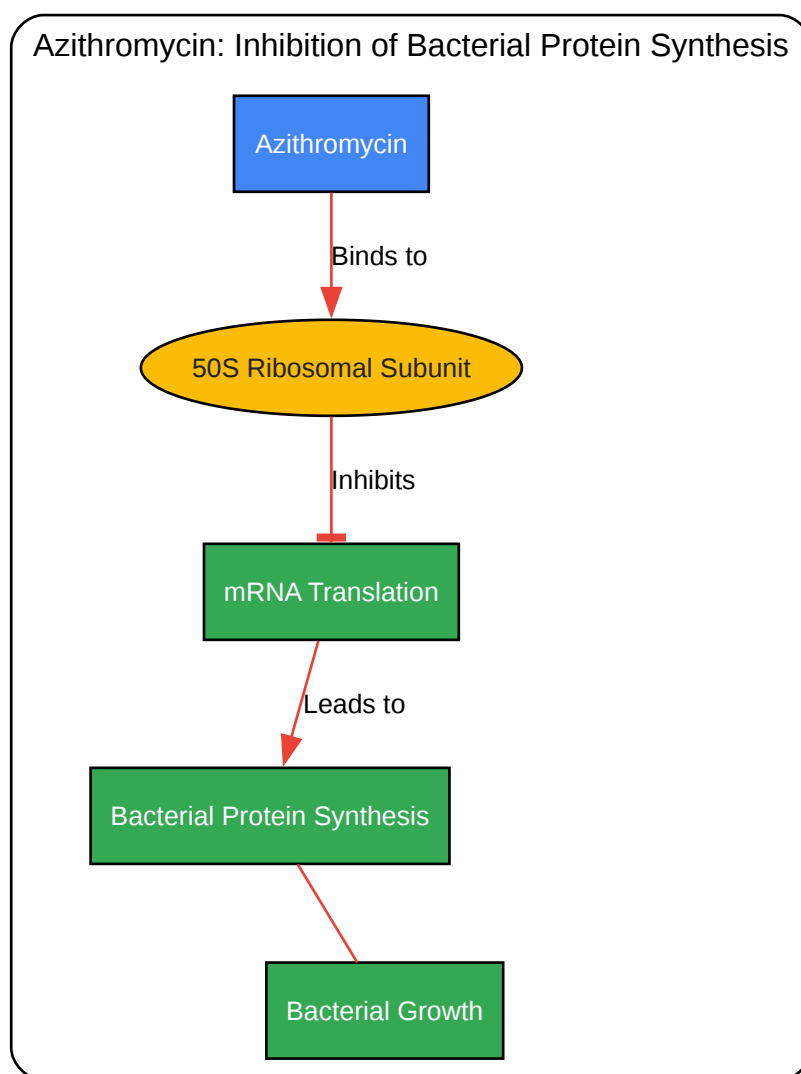 Azithromycin: Inhibition of Bacterial Protein Synthesis
Azithromycin
Binds to
50S Ribosomal Subunit
Inhibits
mRNA Translation
Leads to
Bacterial Protein Synthesis
Bacterial Growth